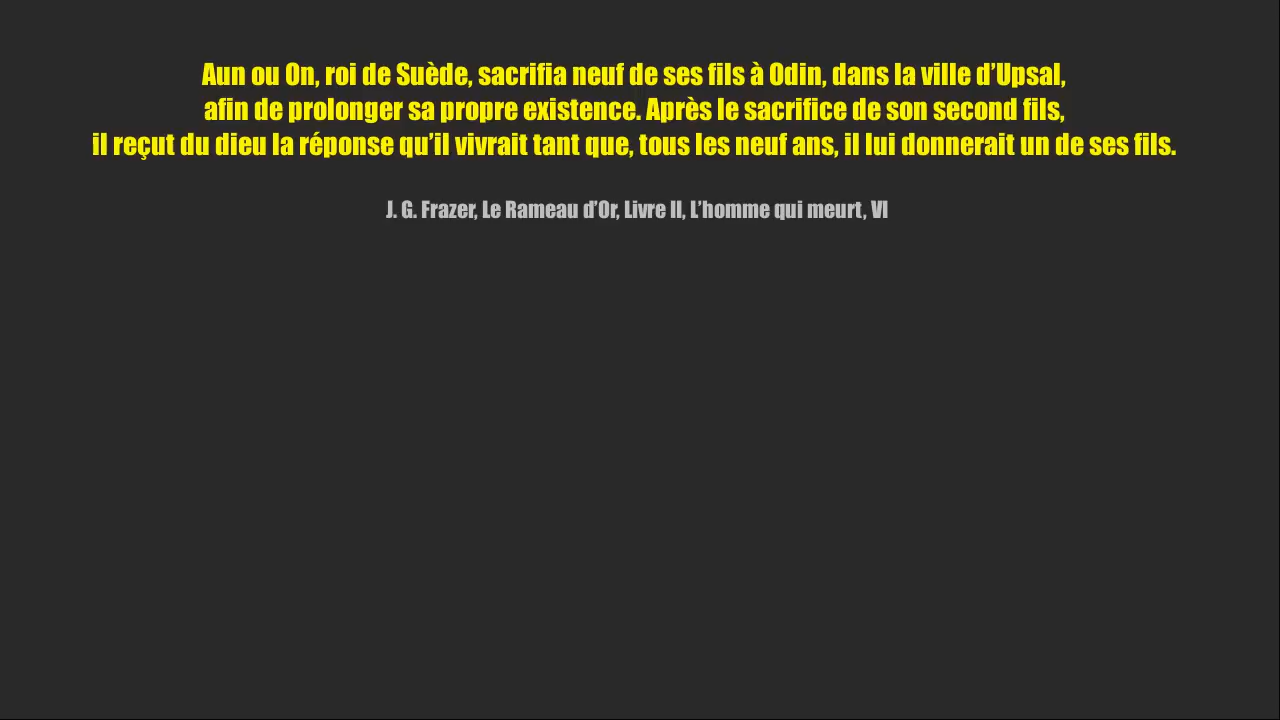 Aun ou On, roi de Suède, sacrifia neuf de ses fils à Odin, dans la ville d’Upsal,
afin de prolonger sa propre existence. Après le sacrifice de son second fils,
il reçut du dieu la réponse qu’il vivrait tant que, tous les neuf ans, il lui donnerait un de ses fils.
J. G. Frazer, Le Rameau d’Or, Livre II, L’homme qui meurt, VI